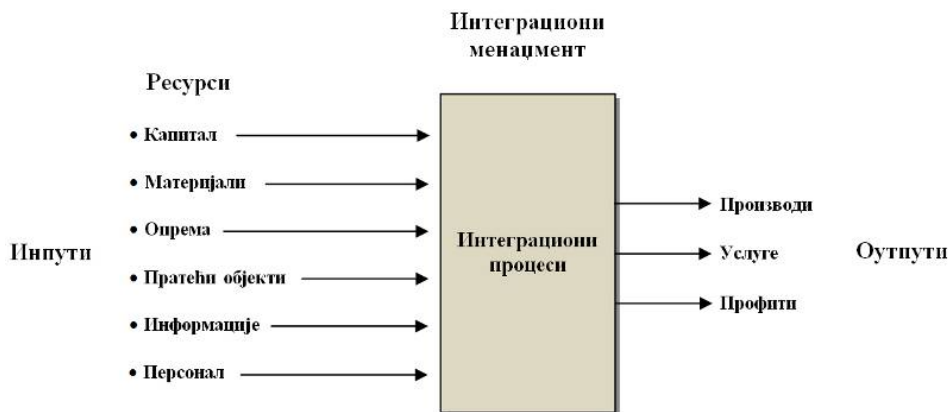 Интеграциони
менаџмент
Ресурси
• Капитал
• Материјали
• Опрема
• Пратећи објекти
• Информације
• Персонал
Инпути
Интеграциони
процеси
Производи
Услуге
Профити
Оутпути